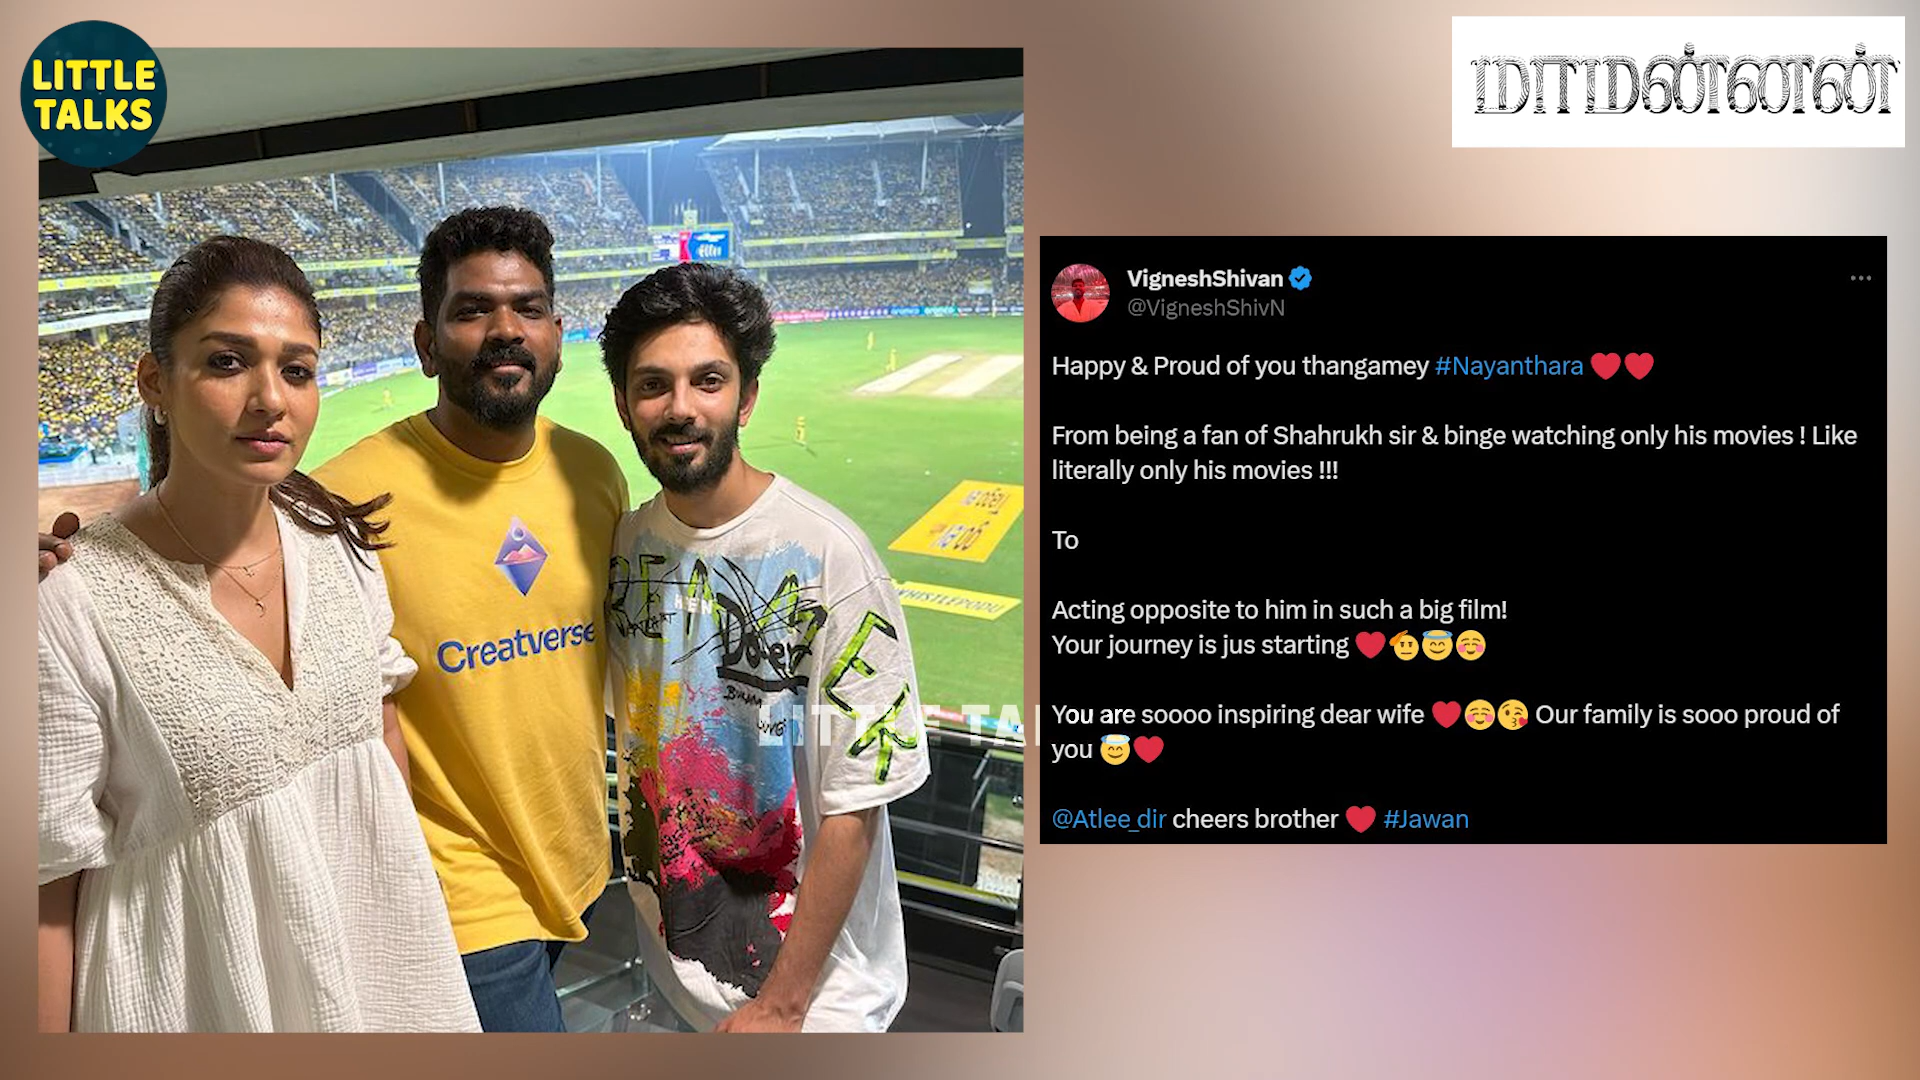 LITTLE
TALKS
மாமன்னன்
VigneshShivan
@VigneshShivN
Happy & Proud of you thangamey #Nayanthara ❤️❤️
From being a fan of Shahrukh sir & binge watching only his movies ! Like
literally only his movies !!!
To
Acting opposite to him in such a big film!
Your journey is jus starting ❤️🫡😇☺️
You are soooo inspiring dear wife ❤️☺️😘 Our family is sooo proud of
you 😇❤️
@Atlee_dir cheers brother ❤️ #Jawan
Creatverse
WHISTLEPODU
LITTLE TAL